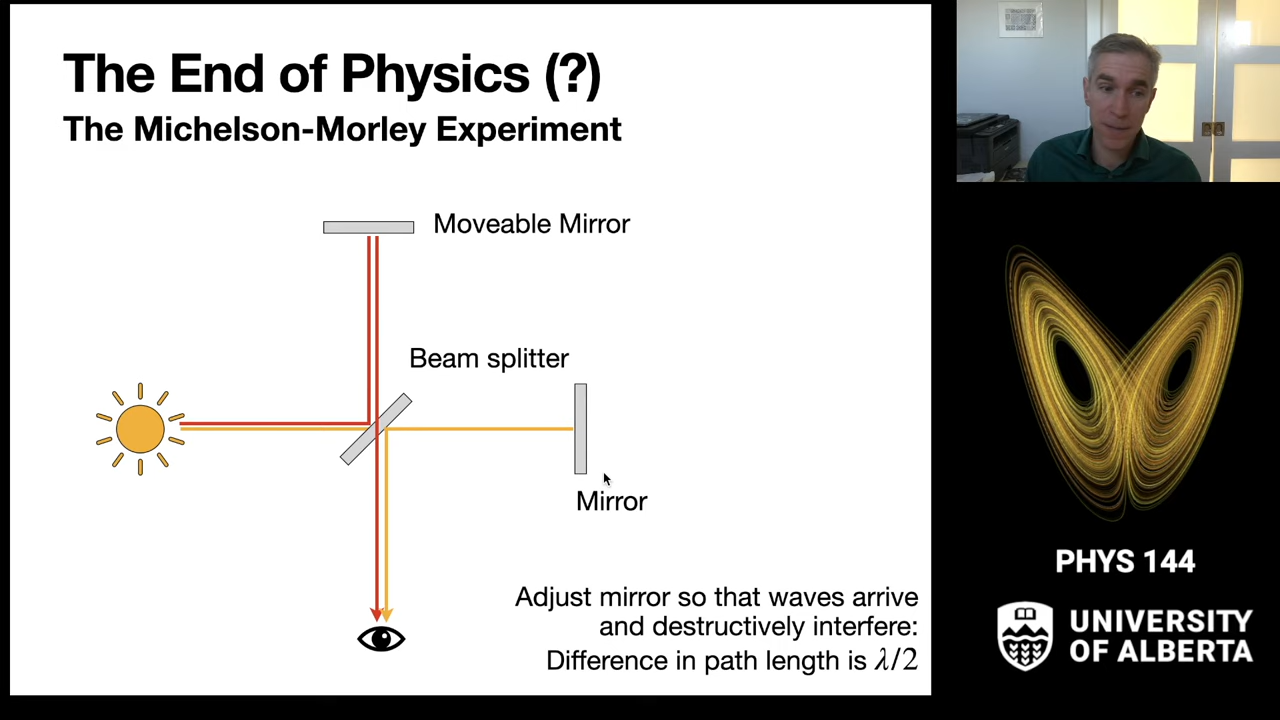 The End of Physics (?)
The Michelson-Morley Experiment
Moveable Mirror
Beam splitter
Mirror
Adjust mirror so that waves arrive
and destructively interfere:
Difference in path length is λ/2
PHYS 144
UNIVERSITY
OF ALBERTA